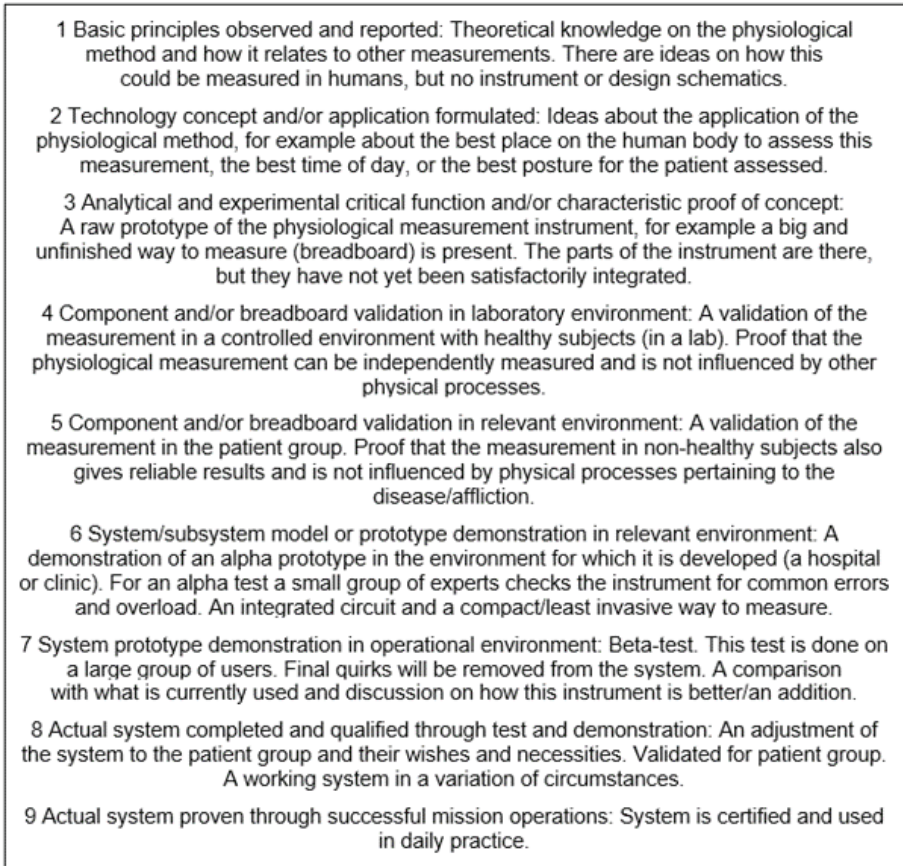 1 Basic principles observed and reported: Theoretical knowledge on the physiological
method and how it relates to other measurements. There are ideas on how this
could be measured in humans, but no instrument or design schematics.
2 Technology concept and/or application formulated: Ideas about the application of the
physiological method, for example about the best place on the human body to assess this
measurement, the best time of day, or the best posture for the patient assessed.
3 Analytical and experimental critical function and/or characteristic proof of concept:
A raw prototype of the physiological measurement instrument, for example a big and
unfinished way to measure (breadboard) is present. The parts of the instrument are there,
but they have not yet been satisfactorily integrated.
4 Component and/or breadboard validation in laboratory environment: A validation of the
measurement in a controlled environment with healthy subjects (in a lab). Proof that the
physiological measurement can be independently measured and is not influenced by other
physical processes.
5 Component and/or breadboard validation in relevant environment: A validation of the
measurement in the patient group. Proof that the measurement in non-healthy subjects also
gives reliable results and is not influenced by physical processes pertaining to the
disease/affliction.
6 System/subsystem model or prototype demonstration in relevant environment: A
demonstration of an alpha prototype in the environment for which it is developed (a hospital
or clinic). For an alpha test a small group of experts checks the instrument for common errors
and overload. An integrated circuit and a compact/least invasive way to measure.
7 System prototype demonstration in operational environment: Beta-test. This test is done on
a large group of users. Final quirks will be removed from the system. A comparison
with what is currently used and discussion on how this instrument is better/an addition.
8 Actual system completed and qualified through test and demonstration: An adjustment of
the system to the patient group and their wishes and necessities. Validated for patient group.
A working system in a variation of circumstances.
9 Actual system proven through successful mission operations: System is certified and used
in daily practice.